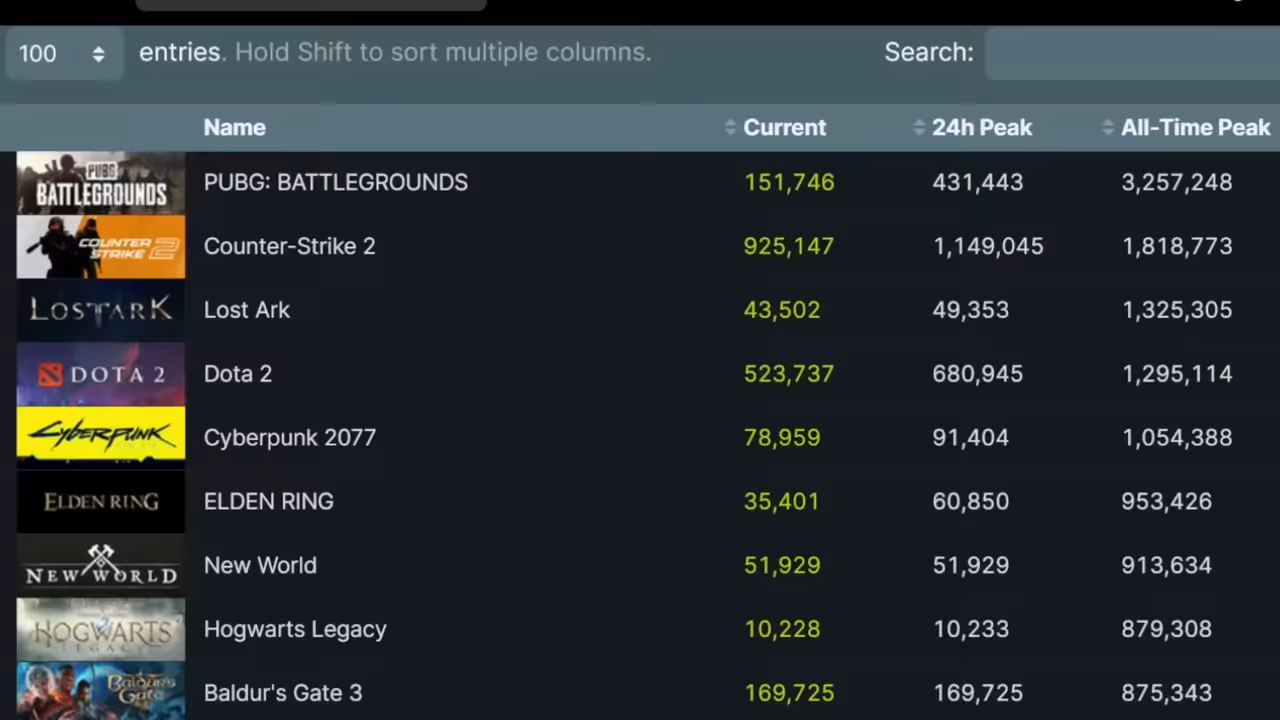 100 entries. Hold Shift to sort multiple columns. Search:
Name Current 24h Peak All-Time Peak
PUBG BATTLEGROUNDS PUBG: BATTLEGROUNDS 151,746 431,443 3,257,248
COUNTER STRIKE 2 Counter-Strike 2 925,147 1,149,045 1,818,773
LOST ARK Lost Ark 43,502 49,353 1,325,305
DOTA 2 Dota 2 523,737 680,945 1,295,114
Cyberpunk Cyberpunk 2077 78,959 91,404 1,054,388
ELDEN RING ELDEN RING 35,401 60,850 953,426
NEW WORLD New World 51,929 51,929 913,634
HOGWARTS LEGACY Hogwarts Legacy 10,228 10,233 879,308
Baldur's Gate Baldur's Gate 3 169,725 169,725 875,343